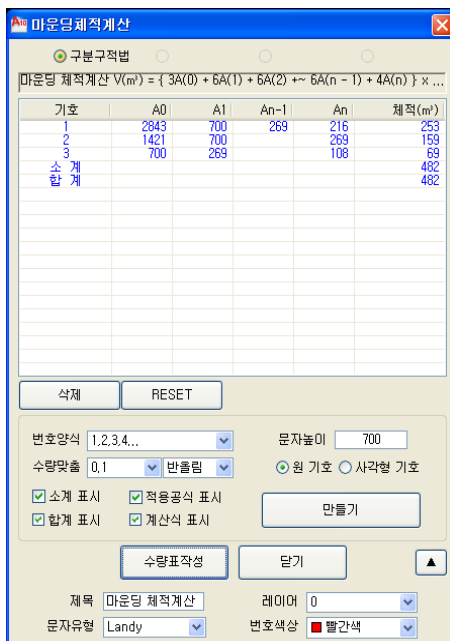 마운딩체적계산
구분구적법
마운딩 체적계산 V(㎥) = { 3A(0) + 6A(1) + 6A(2) +~ 6A(n - 1) + 4A(n) } x ...
기호 A0 A1 An-1 An 체적(㎥)
1 2843 700 269 216 253
2 1421 700 269 159
3 700 269 108 69
소 계 482
합 계 482
삭제 RESET
번호양식 1,2,3,4... 문자높이 700
수량맞춤 0.1 반올림 원 기호 사각형 기호
소계 표시 적용공식 표시
합계 표시 계산식 표시 만들기
수량표작성 닫기 ▲
제목 마운딩 체적계산 레이어 0
문자유형 Landy 번호색상 빨간색